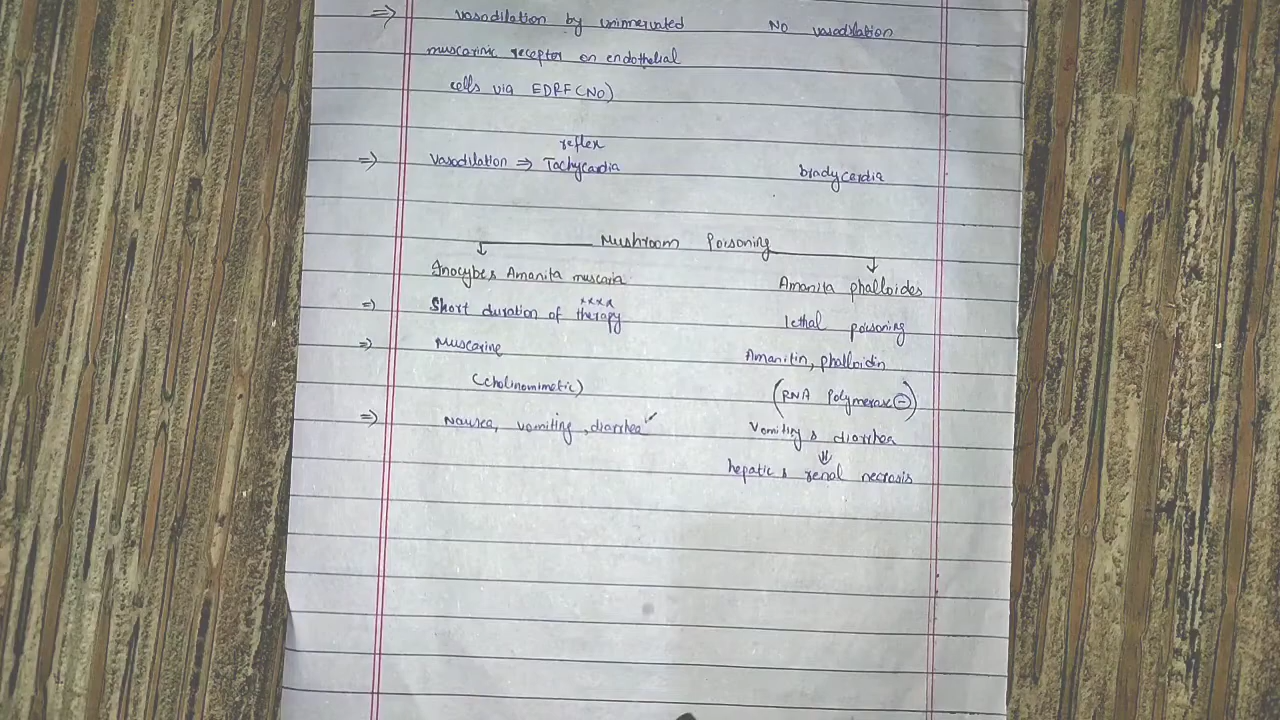 ⇒ vasodilation by uninnervated No vasodilation
muscarinic receptor on endothelial
cells via EDRF(NO)
reflex
⇒ vasodilation ⇒ Tachycardia bradycardia
Mushroom Poisoning
Inocybe & Amanita muscaria Amanita phalloides
⇒ Short duration of therapy lethal poisoning
⇒ Muscarine Amanitin, phalloidin
(cholinomimetic) (RNA Polymerase ⊖)
⇒ Nausea, vomiting, diarrhea ✓ Vomiting & diarrhea
⇓
hepatic & renal necrosis